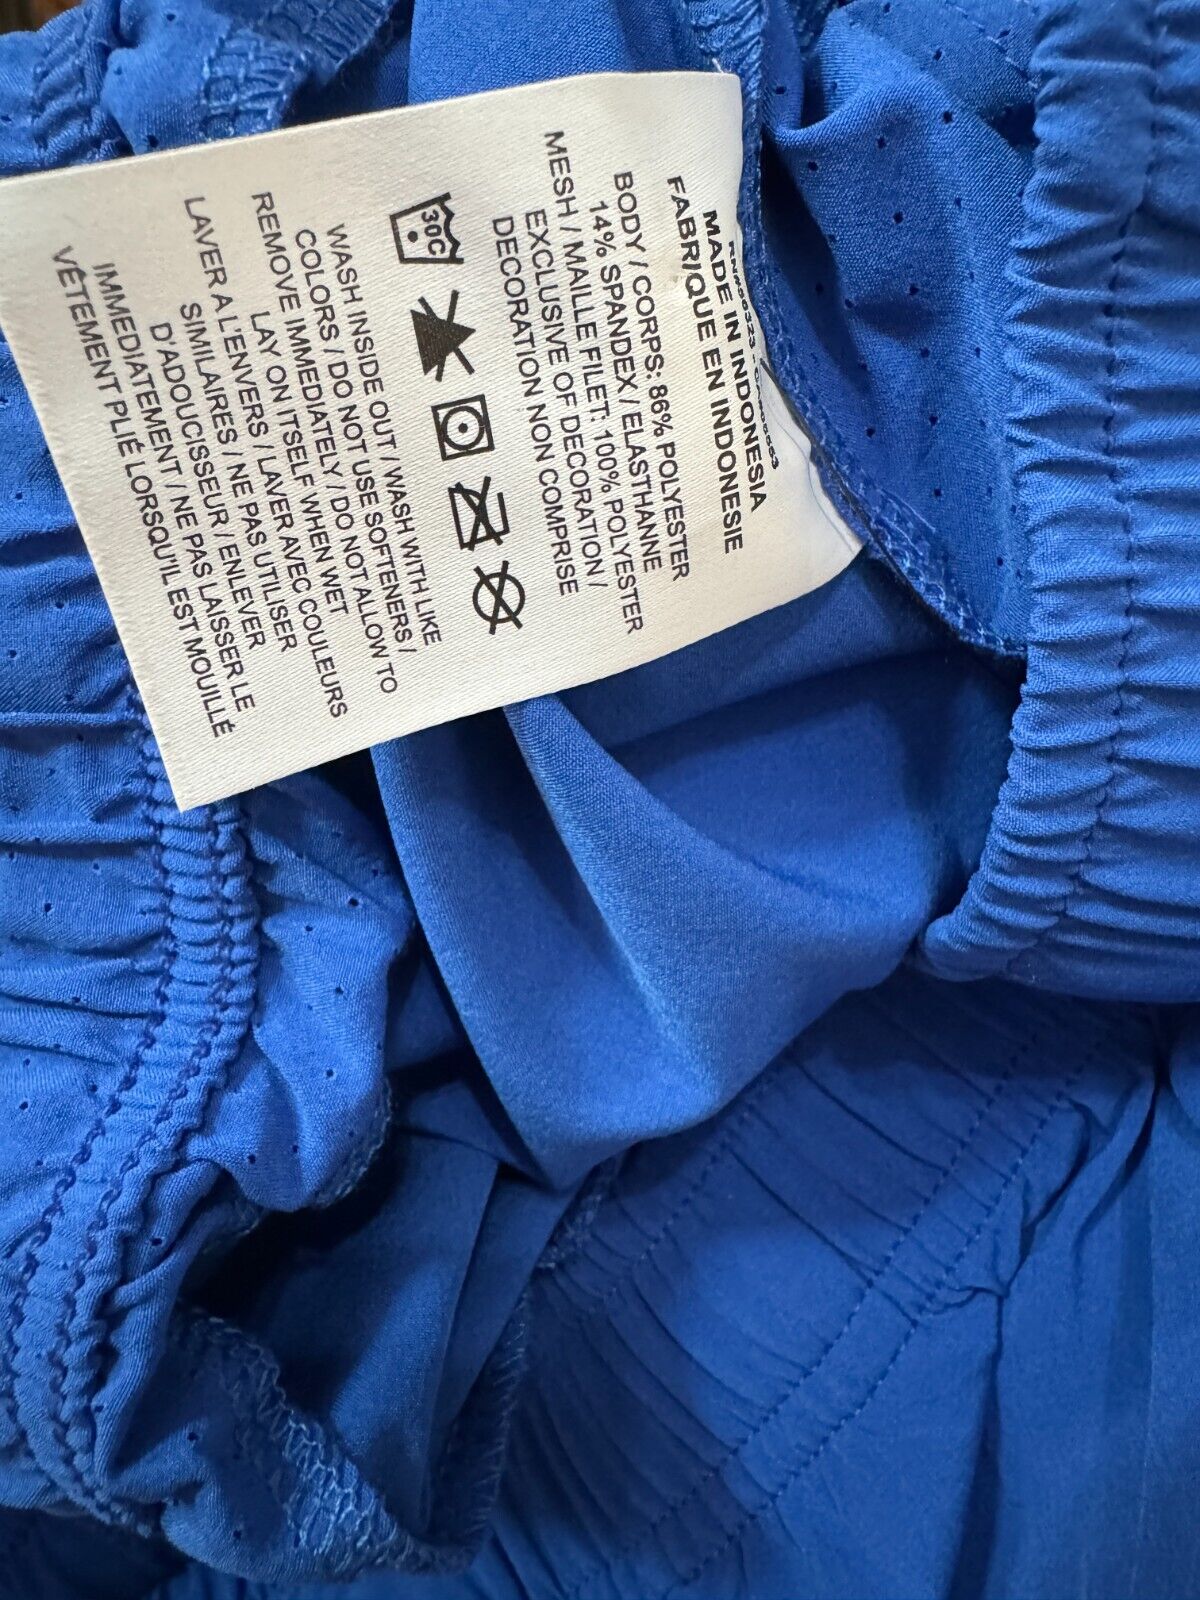 MADE IN INDONESIA
FABRIQUE EN INDONESIE
BODY / CORPS: 86% POLYESTER
14% SPANDEX / ELASTHANNE
MESH / MAILLE FILET: 100% POLYESTER
EXCLUSIVE OF DECORATION /
DECORATION NON COMPRISE
30C
WASH INSIDE OUT / WASH WITH LIKE
COLORS / DO NOT USE SOFTENERS /
REMOVE IMMEDIATELY / DO NOT ALLOW TO
LAY ON ITSELF WHEN WET
LAVER A L'ENVERS / LAVER AVEC COULEURS
SIMILAIRES / NE PAS UTILISER
D'ADOUCISSEUR / ENLEVER
IMMEDIATEMENT / NE PAS LAISSER LE
VÊTEMENT PLIÉ LORSQU'IL EST MOUILLÉ